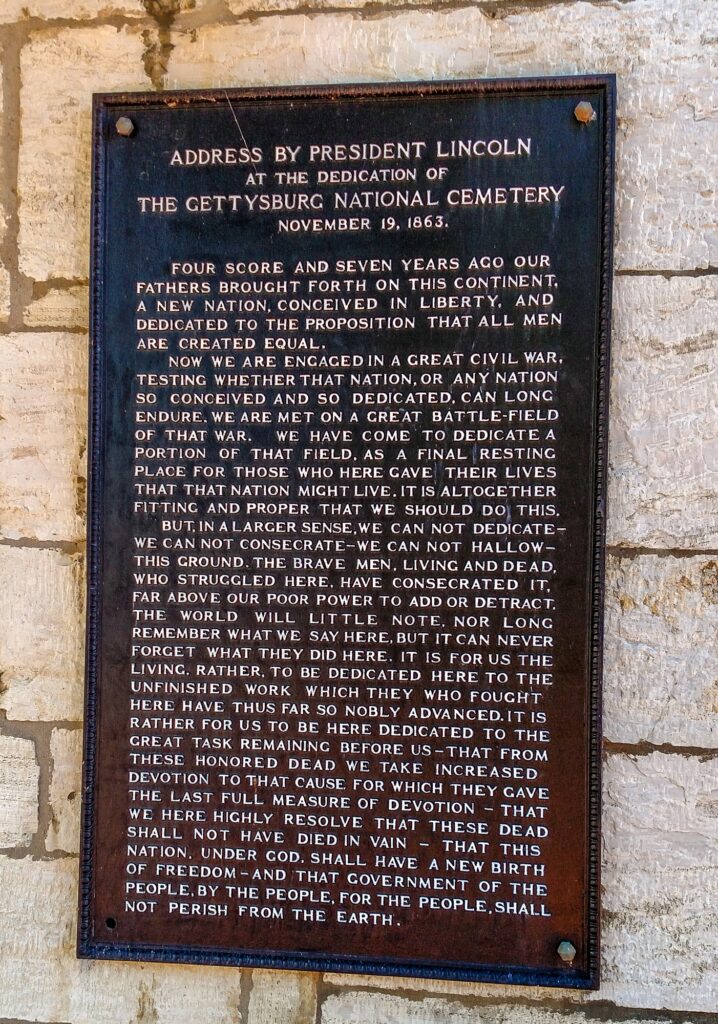 ADDRESS BY PRESIDENT LINCOLN
AT THE DEDICATION OF
THE GETTYSBURG NATIONAL CEMETERY
NOVEMBER 19, 1863.
FOUR SCORE AND SEVEN YEARS AGO OUR
FATHERS BROUGHT FORTH ON THIS CONTINENT,
A NEW NATION, CONCEIVED IN LIBERTY, AND
DEDICATED TO THE PROPOSITION THAT ALL MEN
ARE CREATED EQUAL.
NOW WE ARE ENGAGED IN A GREAT CIVIL WAR,
TESTING WHETHER THAT NATION, OR ANY NATION
SO CONCEIVED AND SO DEDICATED, CAN LONG
ENDURE. WE ARE MET ON A GREAT BATTLE-FIELD
OF THAT WAR. WE HAVE COME TO DEDICATE A
PORTION OF THAT FIELD, AS A FINAL RESTING
PLACE FOR THOSE WHO HERE GAVE THEIR LIVES
THAT THAT NATION MIGHT LIVE. IT IS ALTOGETHER
FITTING AND PROPER THAT WE SHOULD DO THIS.
BUT, IN A LARGER SENSE, WE CAN NOT DEDICATE—
WE CAN NOT CONSECRATE—WE CAN NOT HALLOW—
THIS GROUND. THE BRAVE MEN, LIVING AND DEAD,
WHO STRUGGLED HERE, HAVE CONSECRATED IT,
FAR ABOVE OUR POOR POWER TO ADD OR DETRACT.
THE WORLD WILL LITTLE NOTE, NOR LONG
REMEMBER WHAT WE SAY HERE, BUT IT CAN NEVER
FORGET WHAT THEY DID HERE. IT IS FOR US THE
LIVING, RATHER, TO BE DEDICATED HERE TO THE
UNFINISHED WORK WHICH THEY WHO FOUGHT
HERE HAVE THUS FAR SO NOBLY ADVANCED. IT IS
RATHER FOR US TO BE HERE DEDICATED TO THE
GREAT TASK REMAINING BEFORE US—THAT FROM
THESE HONORED DEAD WE TAKE INCREASED
DEVOTION TO THAT CAUSE FOR WHICH THEY GAVE
THE LAST FULL MEASURE OF DEVOTION — THAT
WE HERE HIGHLY RESOLVE THAT THESE DEAD
SHALL NOT HAVE DIED IN VAIN — THAT THIS
NATION, UNDER GOD, SHALL HAVE A NEW BIRTH
OF FREEDOM—AND THAT GOVERNMENT OF THE
PEOPLE, BY THE PEOPLE, FOR THE PEOPLE, SHALL
NOT PERISH FROM THE EARTH.